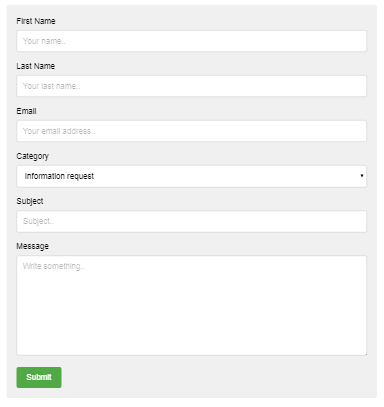 First Name
Your name..
Last Name
Your last name..
Email
Your email address..
Category
Information request
Subject
Subject..
Message
Write something..
Submit